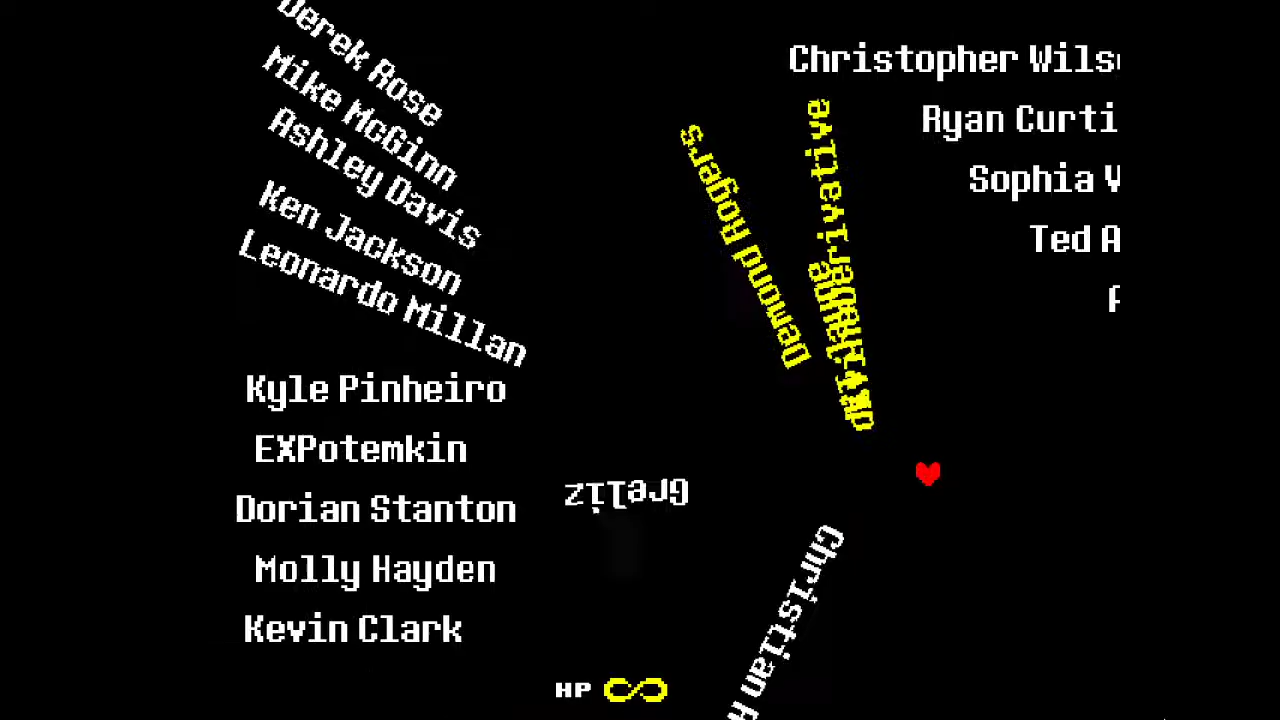 Derek Rose
Mike McGinn
Ashley Davis
Ken Jackson
Leonardo Millan
Kyle Pinheiro
EXPotemkin
Dorian Stanton
Molly Hayden
Kevin Clark
Demond Rogers
Greliz
Christian
Christopher Wils
Ryan Curti
Sophia
Ted A
HP ∞